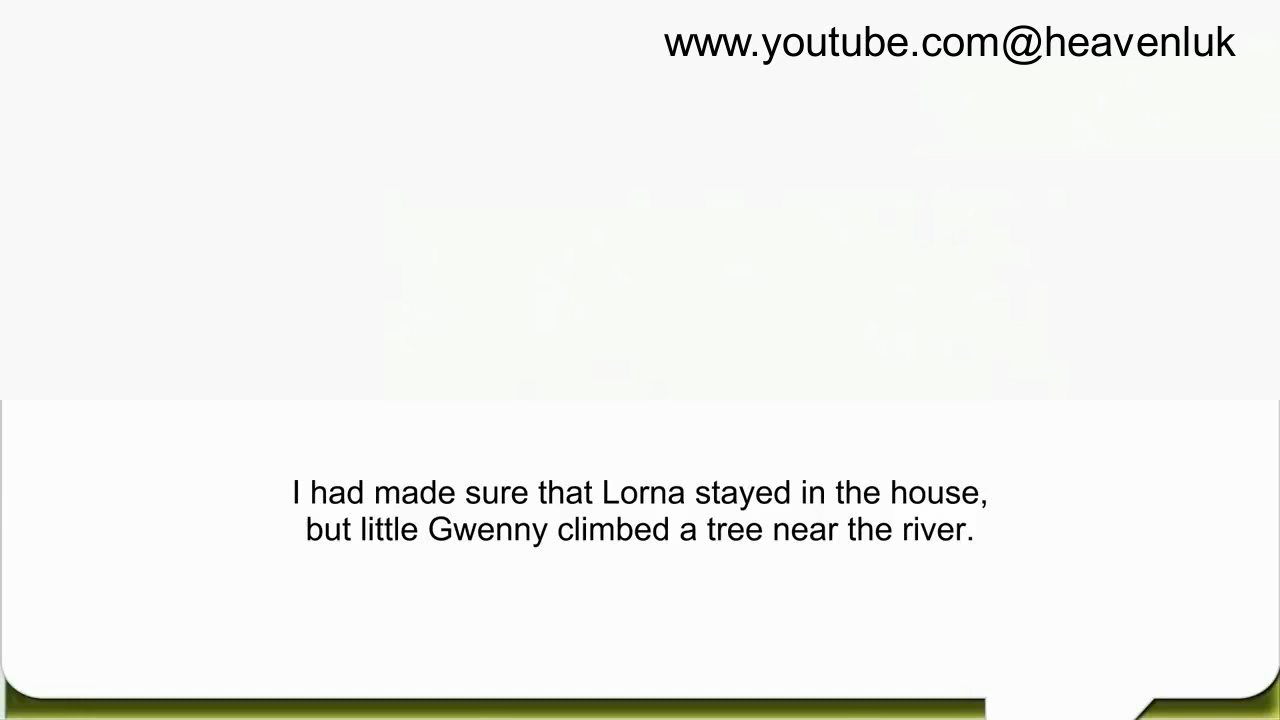 www.youtube.com@heavenluk
I had made sure that Lorna stayed in the house,
but little Gwenny climbed a tree near the river.